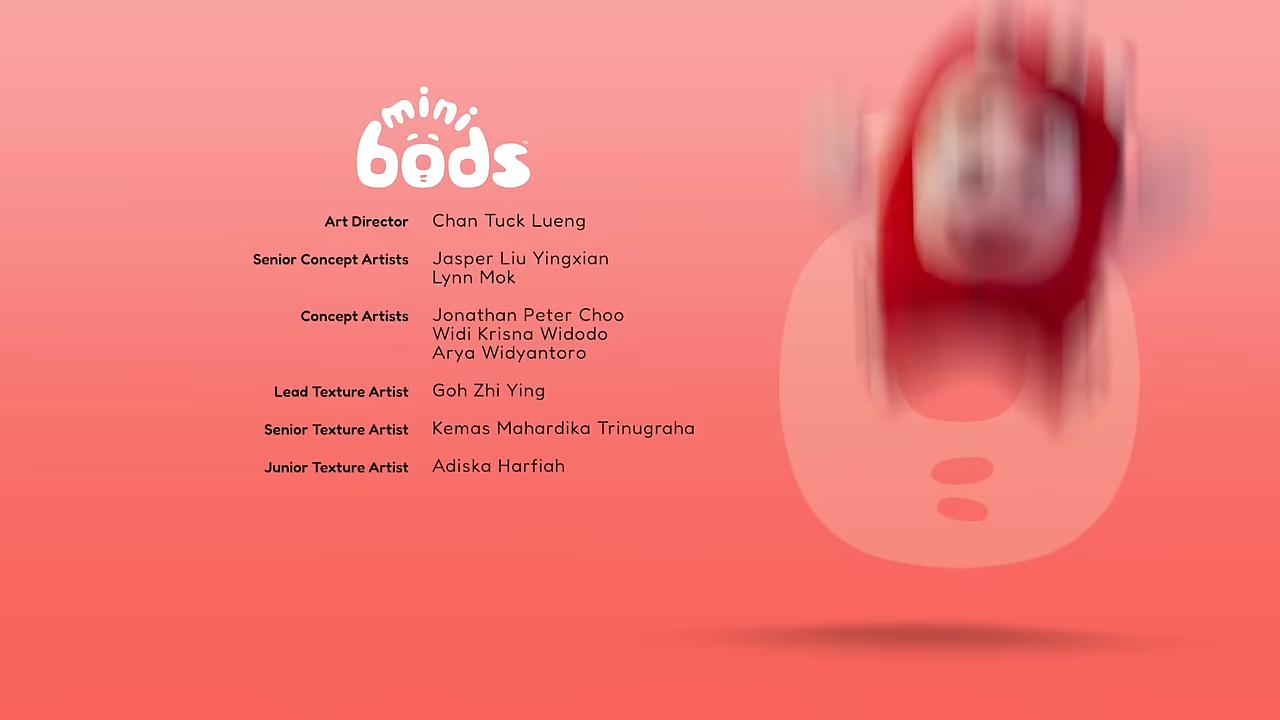 mini
bods™
Art Director Chan Tuck Lueng
Senior Concept Artists Jasper Liu Yingxian
Lynn Mok
Concept Artists Jonathan Peter Choo
Widi Krisna Widodo
Arya Widyantoro
Lead Texture Artist Goh Zhi Ying
Senior Texture Artist Kemas Mahardika Trinugraha
Junior Texture Artist Adiska Harfiah